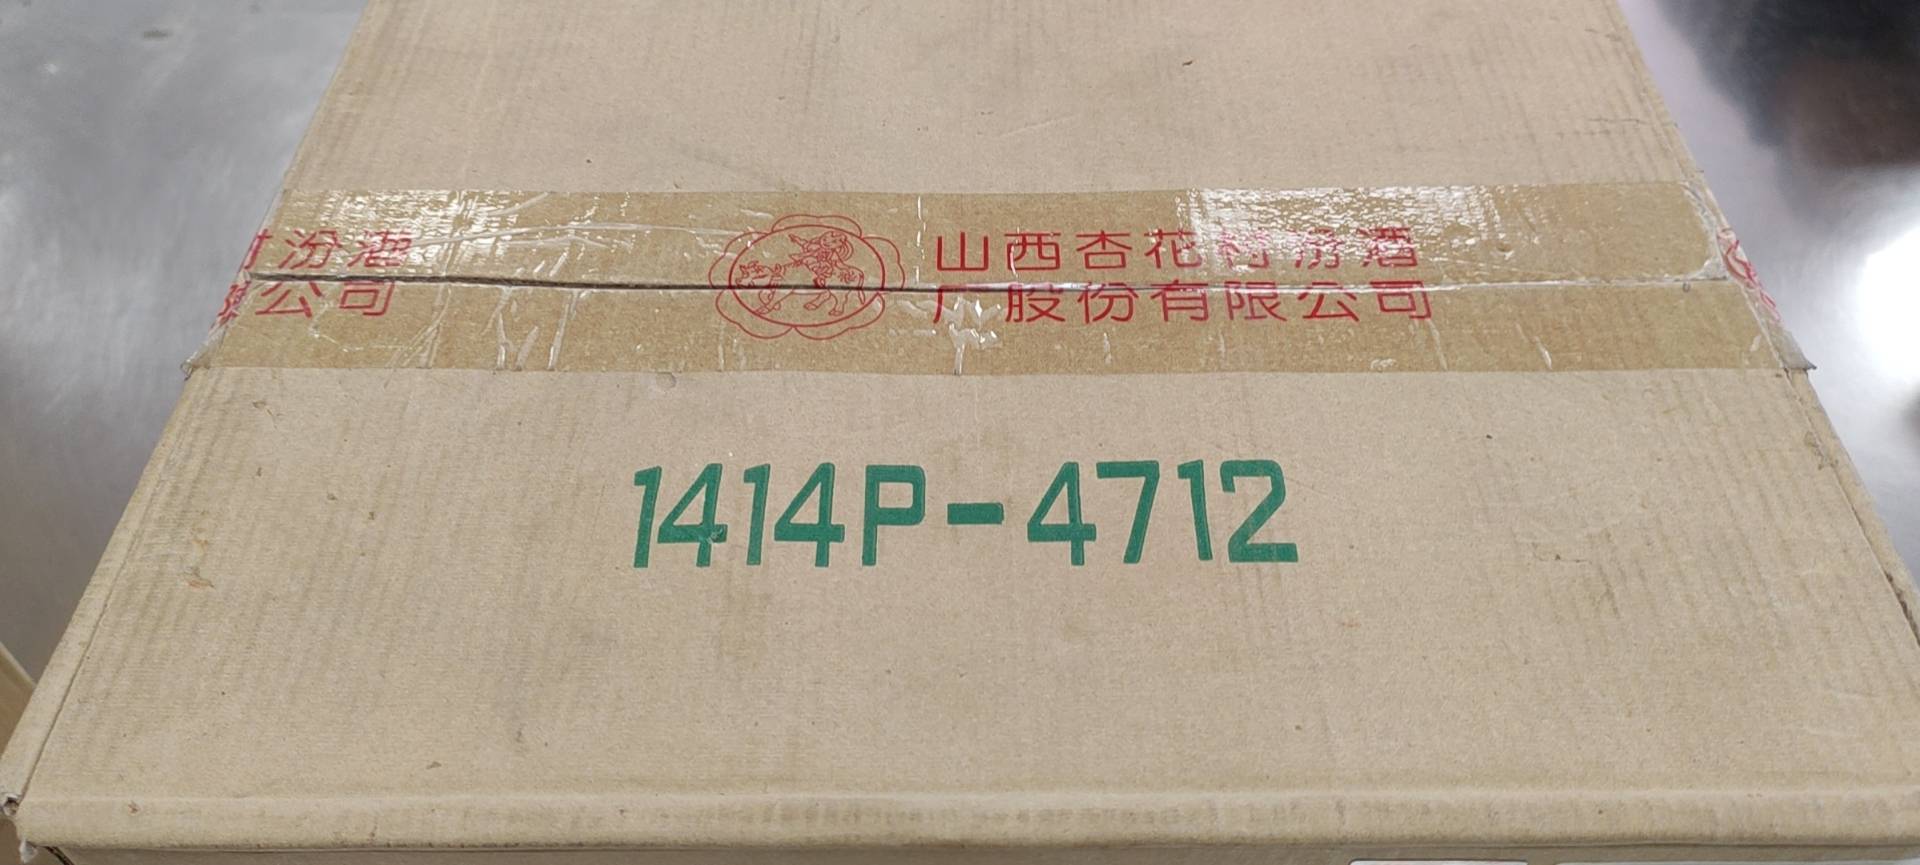 汾酒
公司
山西杏花村汾酒
厂股份有限公司
1414P-4712